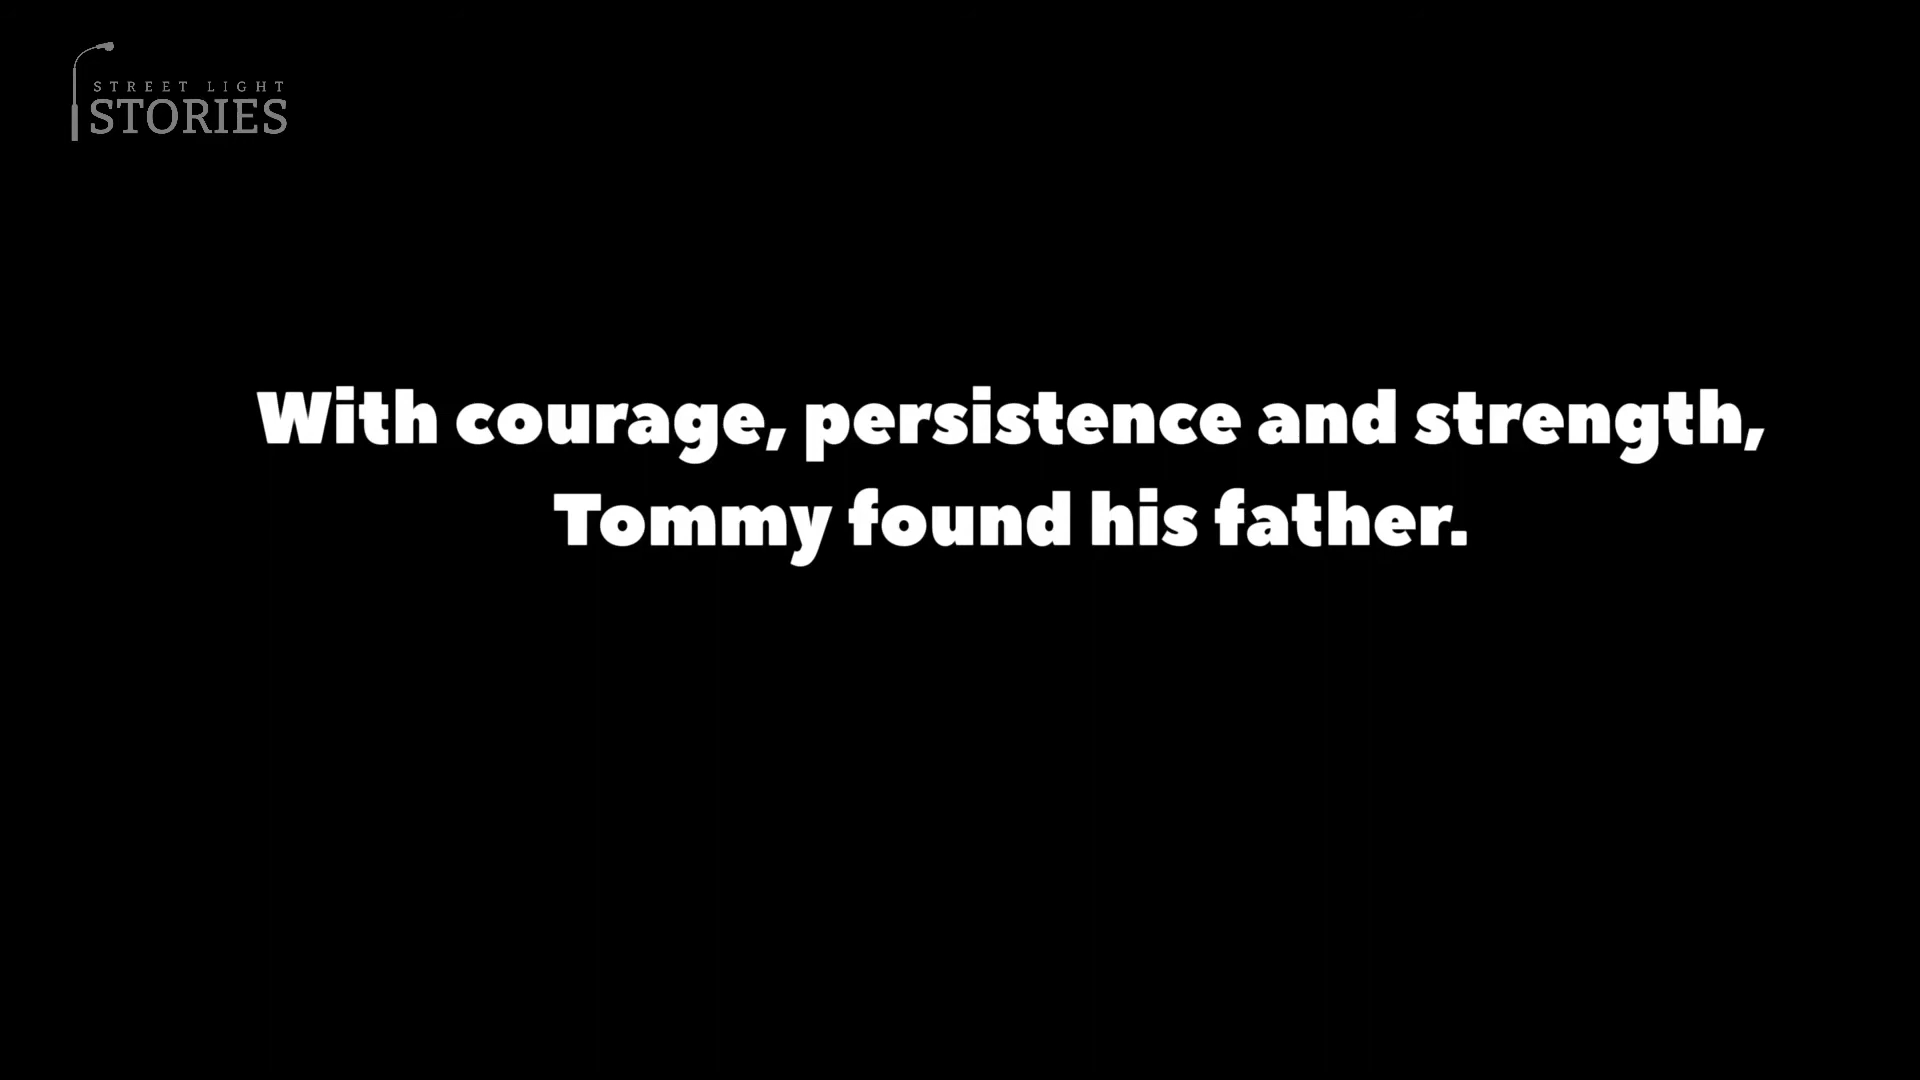 STREET LIGHT
STORIES
With courage, persistence and strength,
Tommy found his father.